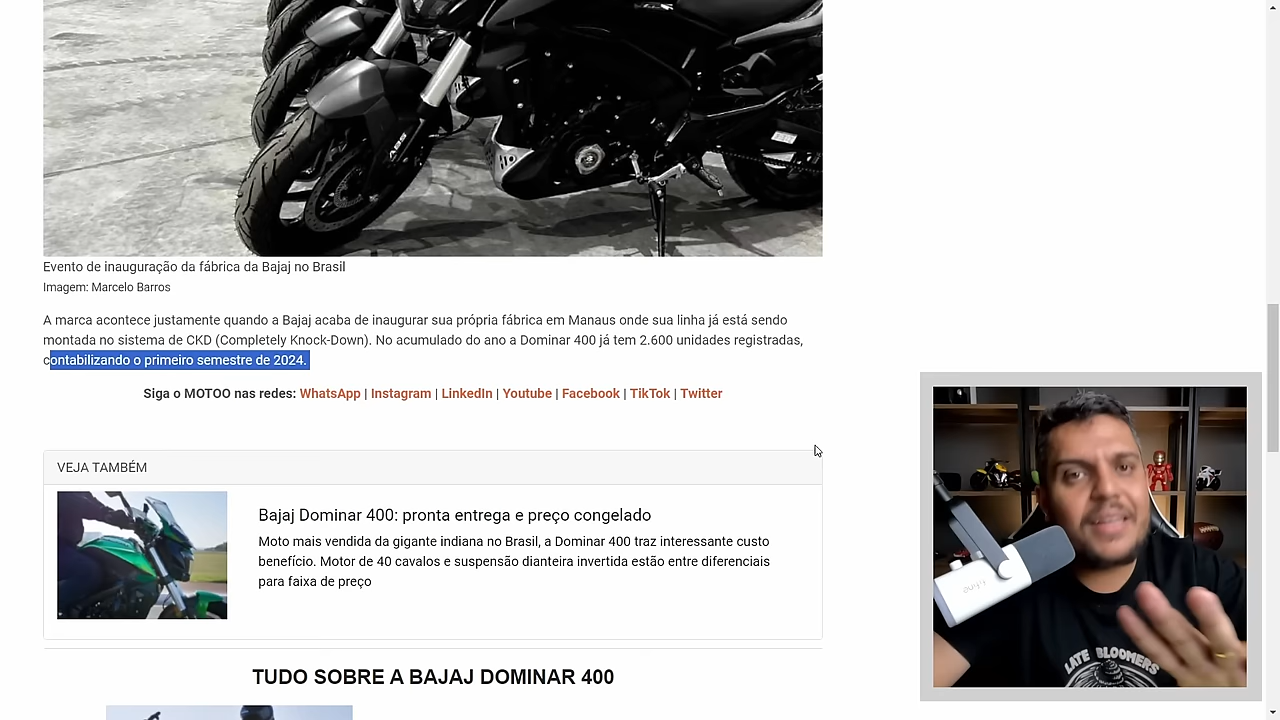 Evento de inauguração da fábrica da Bajaj no Brasil
Imagem: Marcelo Barros
A marca acontece justamente quando a Bajaj acaba de inaugurar sua própria fábrica em Manaus onde sua linha já está sendo
montada no sistema de CKD (Completely Knock-Down). No acumulado do ano a Dominar 400 já tem 2.600 unidades registradas,
contabilizando o primeiro semestre de 2024.
Siga o MOTOO nas redes: WhatsApp | Instagram | LinkedIn | Youtube | Facebook | TikTok | Twitter
VEJA TAMBÉM
Bajaj Dominar 400: pronta entrega e preço congelado
Moto mais vendida da gigante indiana no Brasil, a Dominar 400 traz interessante custo
benefício. Motor de 40 cavalos e suspensão dianteira invertida estão entre diferenciais
para faixa de preço
TUDO SOBRE A BAJAJ DOMINAR 400
ABS
fifine
LATE BLOOMERS